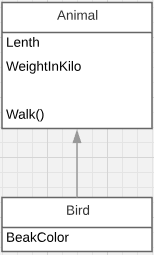 Animal
Lenth
WeightInKilo
Walk()
Bird
BeakColor